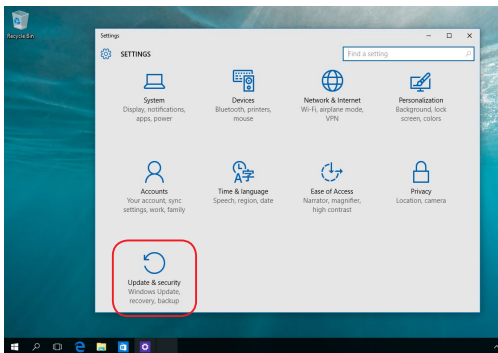 Recycle Bin
Settings
SETTINGS
Find a setting
System
Display, notifications,
apps, power
Devices
Bluetooth, printers,
mouse
Network & Internet
Wi-Fi, airplane mode,
VPN
Personalization
Background, lock
screen, colors
Accounts
Your account, sync
settings, work, family
Time & language
Speech, region, date
Ease of Access
Narrator, magnifier,
high contrast
Privacy
Location, camera
Update & security
Windows Update,
recovery, backup